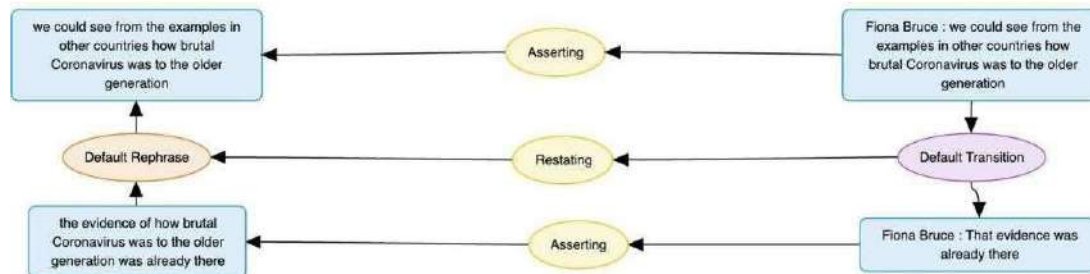 we could see from the examples in
other countries how brutal
Coronavirus was to the older
generation
Asserting
Fiona Bruce : we could see from the
examples in other countries how
brutal Coronavirus was to the older
generation
Default Rephrase
Restating
Default Transition
the evidence of how brutal
Coronavirus was to the older
generation was already there
Asserting
Fiona Bruce : That evidence was
already there